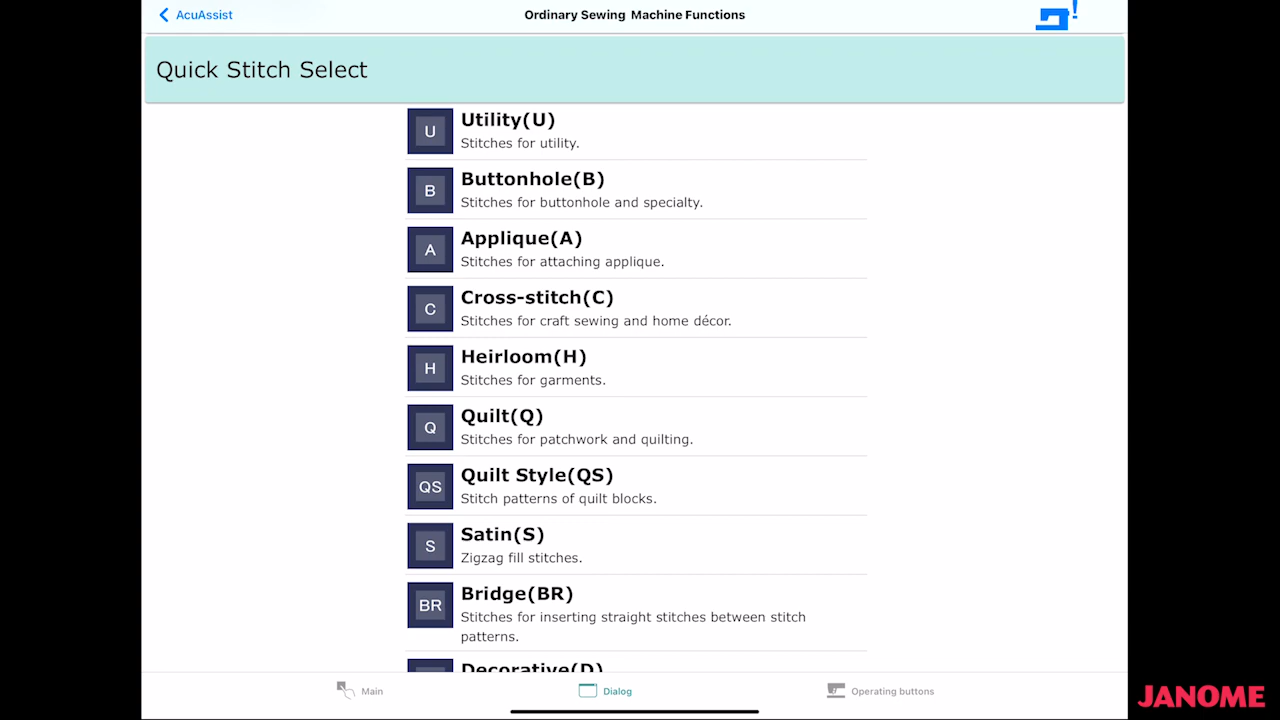 AcuAssist
Ordinary Sewing Machine Functions
Quick Stitch Select
U
Utility(U)
Stitches for utility.
B
Buttonhole(B)
Stitches for buttonhole and specialty.
A
Applique(A)
Stitches for attaching applique.
C
Cross-stitch(C)
Stitches for craft sewing and home décor.
H
Heirloom(H)
Stitches for garments.
Q
Quilt(Q)
Stitches for patchwork and quilting.
QS
Quilt Style(QS)
Stitch patterns of quilt blocks.
S
Satin(S)
Zigzag fill stitches.
BR
Bridge(BR)
Stitches for inserting straight stitches between stitch
patterns.
Decorative(D)
Main
Dialog
Operating buttons
JANOME